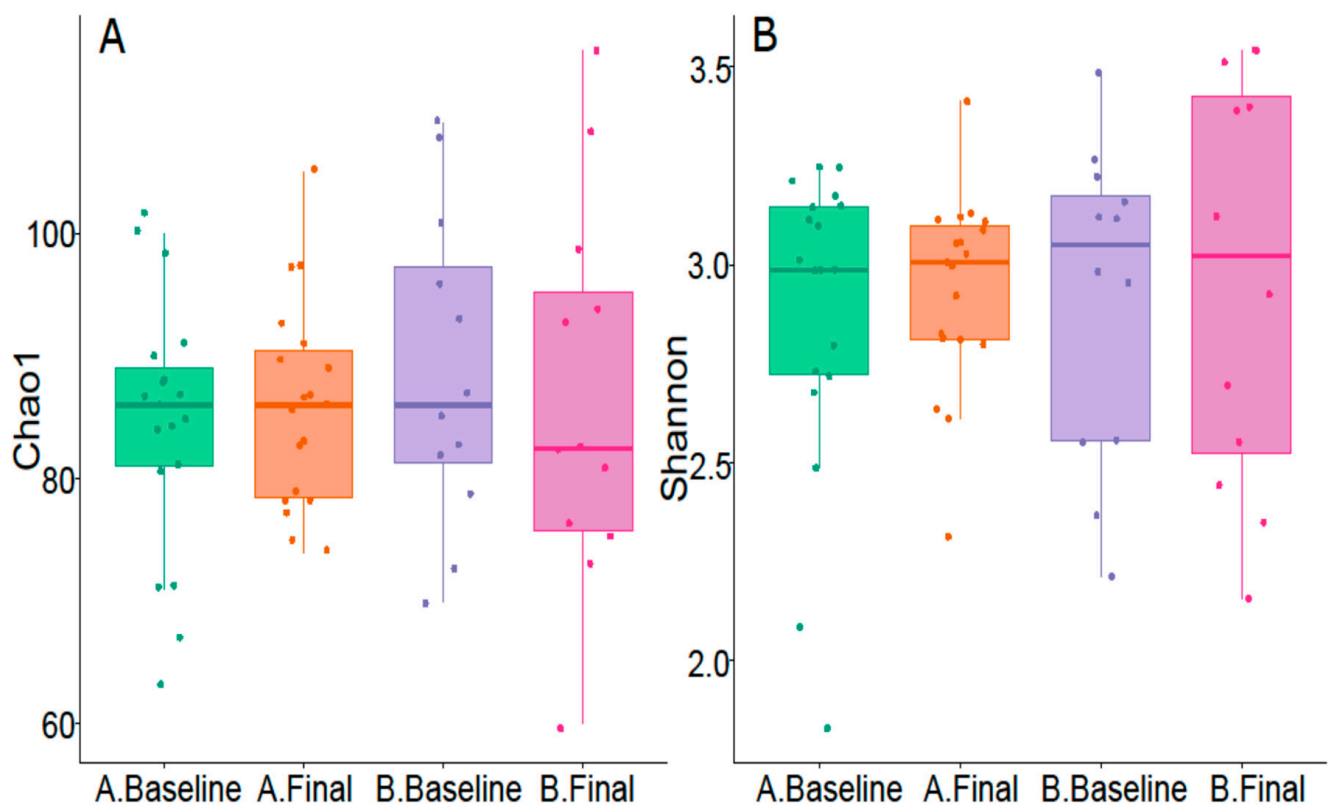 A
Chao1
100
80
60
A.Baseline A.Final B.Baseline B.Final
B
Shannon
3.5
3.0
2.5
2.0
A.Baseline A.Final B.Baseline B.Final